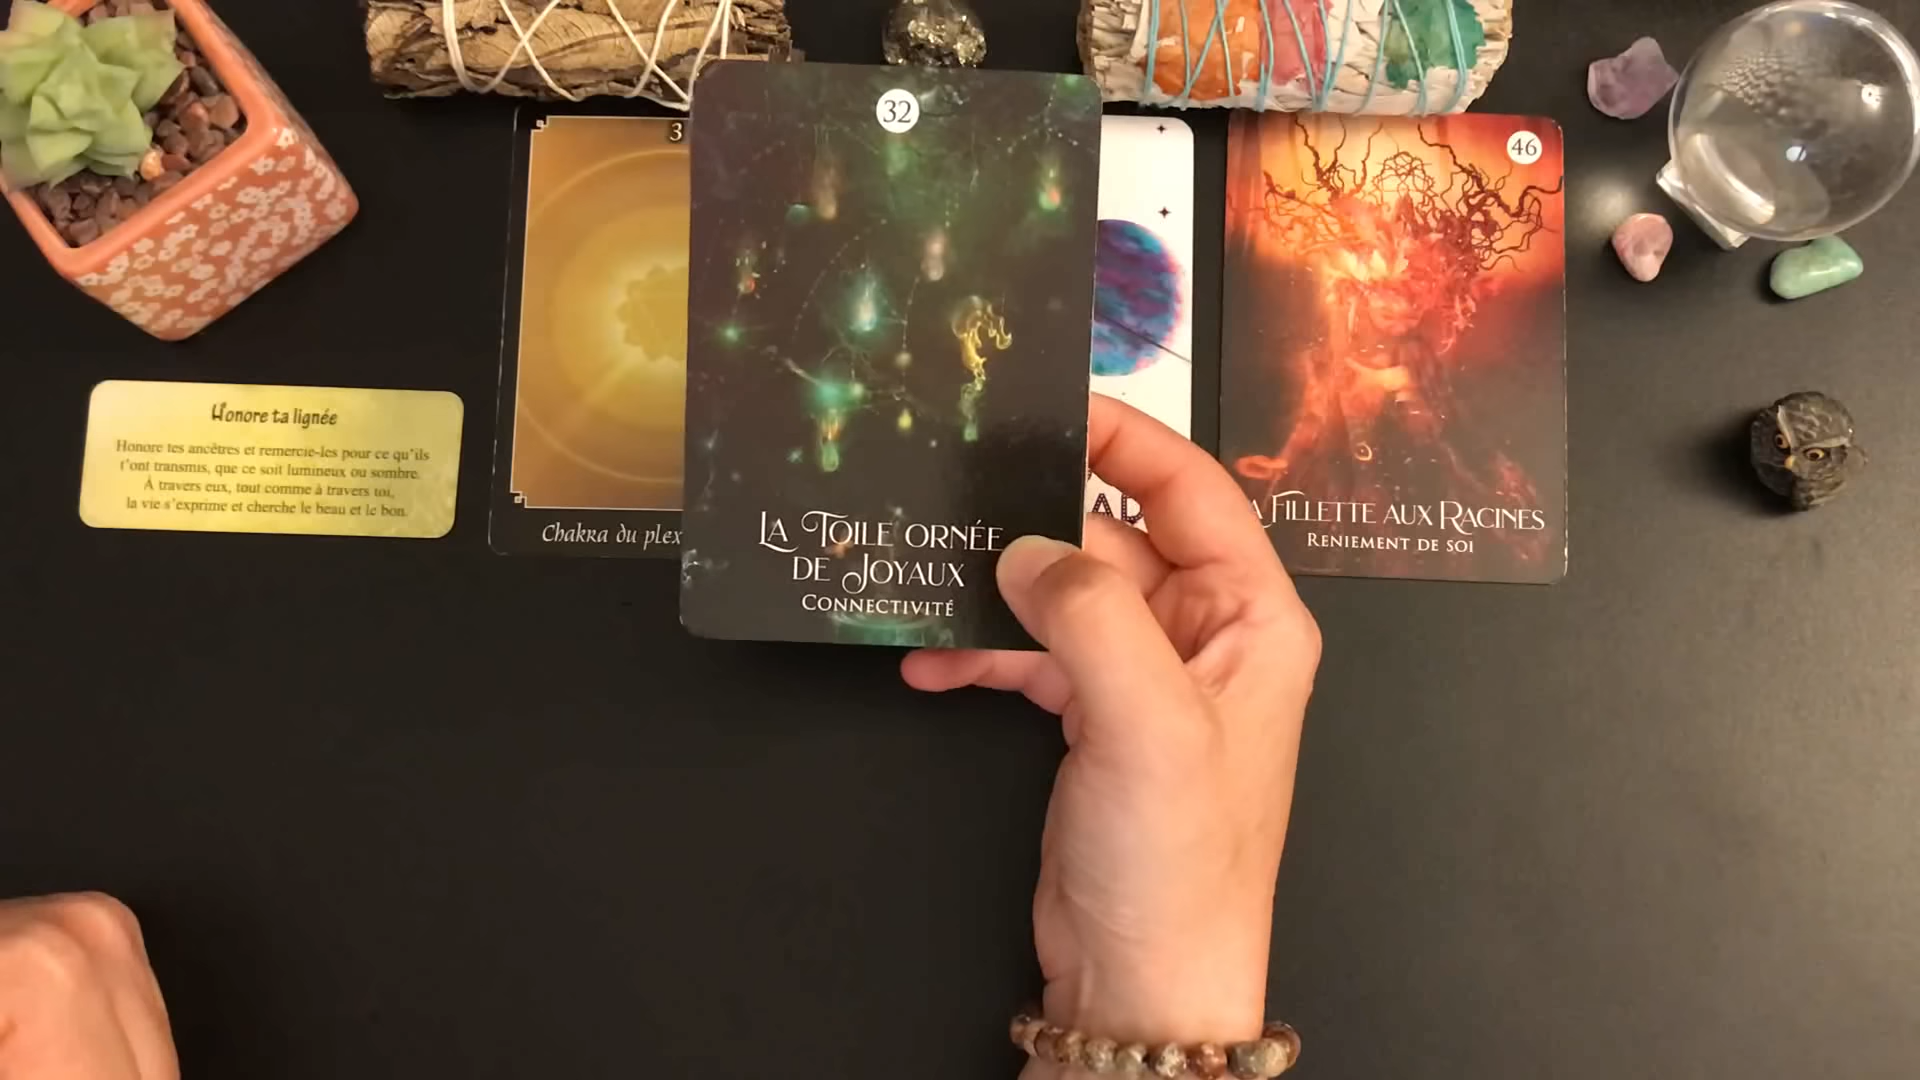 Honore ta lignée
Honore tes ancêtres et remercie-les pour ce qu'ils
t'ont transmis, que ce soit lumineux ou sombre.
À travers eux, tout comme à travers toi,
la vie s'exprime et cherche le beau et le bon.
3
Chakra du plex
32
La Toile ornée
de Joyaux
Connectivité
AD
46
a Fillette aux Racines
Reniement de soi